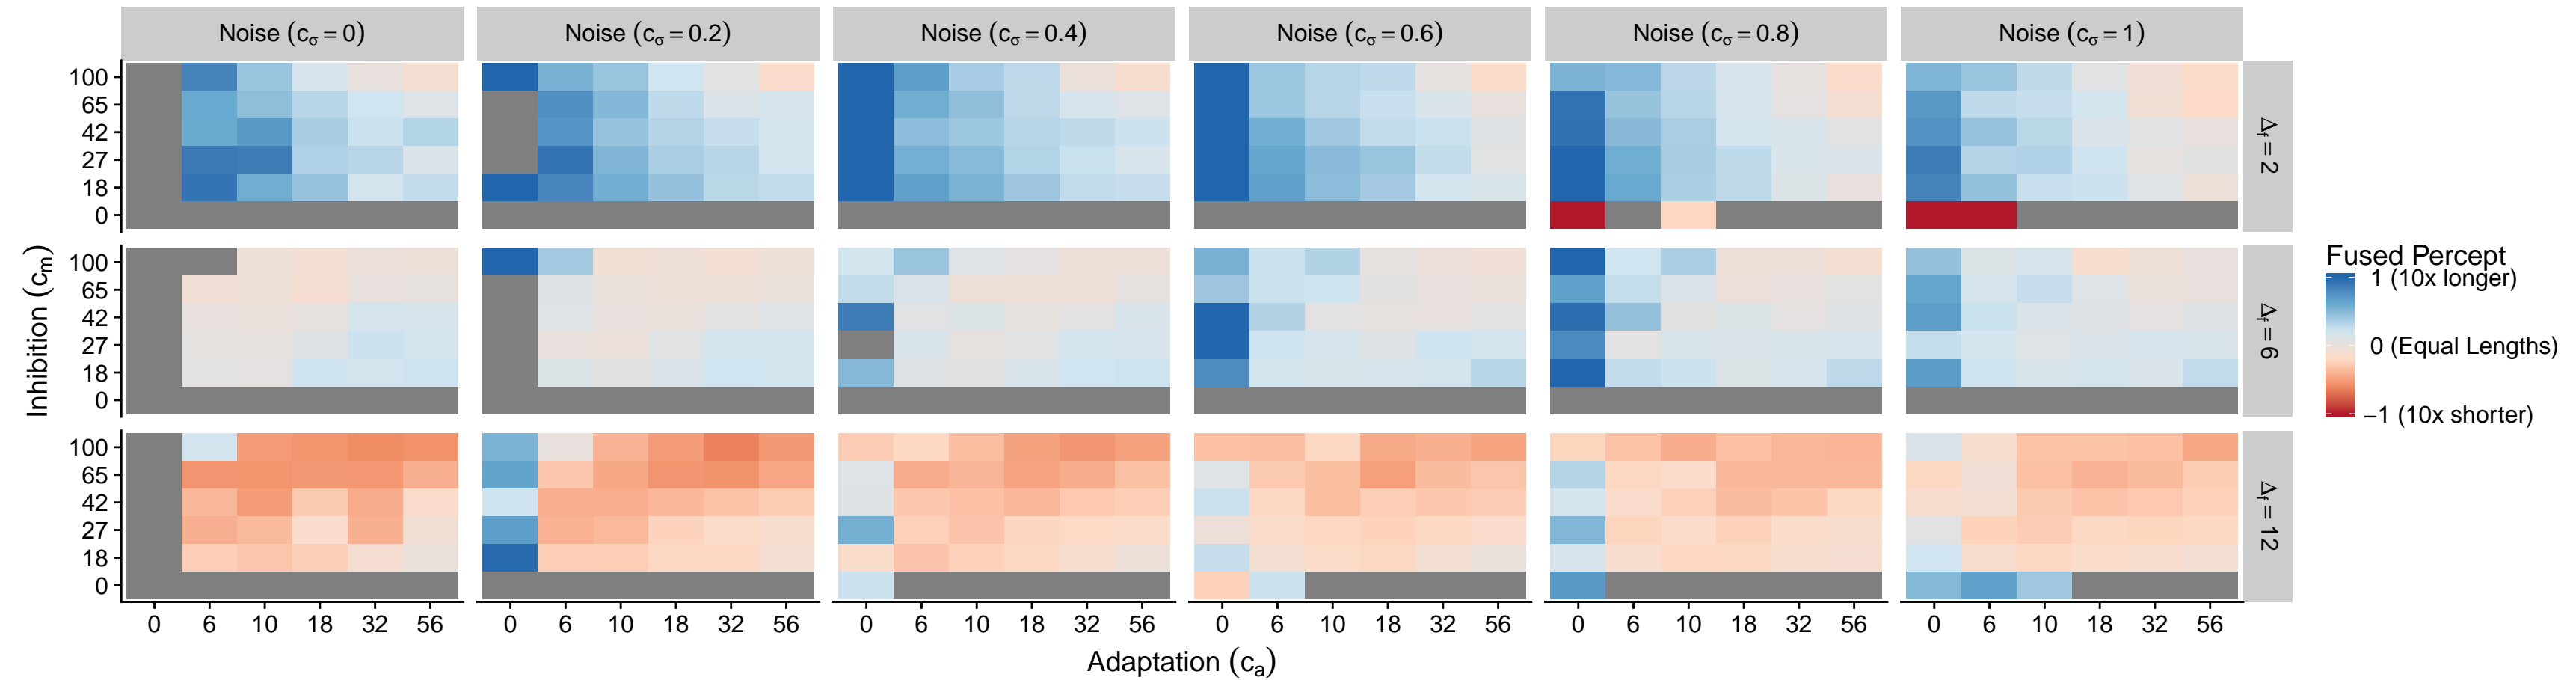 Noise (cσ = 0)
Noise (cσ = 0.2)
Noise (cσ = 0.4)
Noise (cσ = 0.6)
Noise (cσ = 0.8)
Noise (cσ = 1)
Inhibition (cm)
100
65
42
27
18
0
Δf = 2
100
65
42
27
18
0
Δf = 6
100
65
42
27
18
0
Δf = 12
0 6 10 18 32 56
0 6 10 18 32 56
0 6 10 18 32 56
0 6 10 18 32 56
0 6 10 18 32 56
0 6 10 18 32 56
Adaptation (ca)
Fused Percept
1 (10x longer)
0 (Equal Lengths)
−1 (10x shorter)